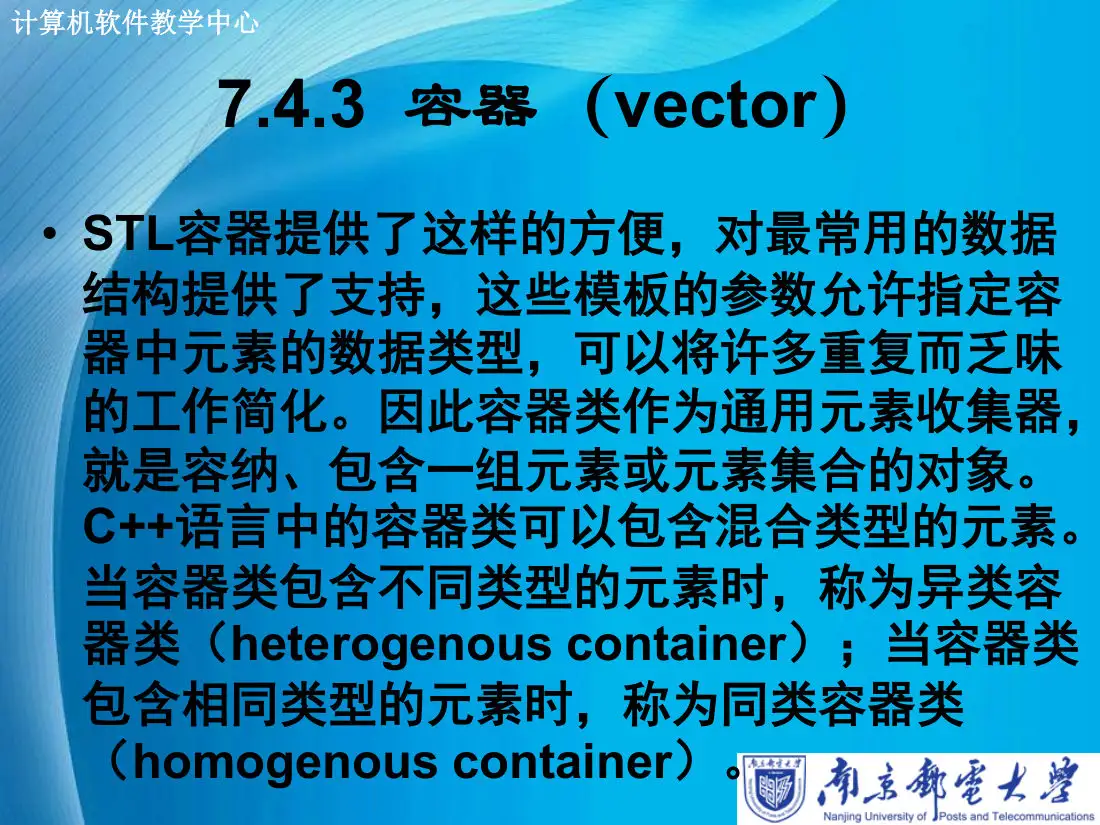 计算机软件教学中心
7.4.3 容器 （vector）
• STL容器提供了这样的方便，对最常用的数据
结构提供了支持，这些模板的参数允许指定容
器中元素的数据类型，可以将许多重复而乏味
的工作简化。因此容器类作为通用元素收集器，
就是容纳、包含一组元素或元素集合的对象。
C++语言中的容器类可以包含混合类型的元素。
当容器类包含不同类型的元素时，称为异类容
器类（heterogenous container）；当容器类
包含相同类型的元素时，称为同类容器类
（homogenous container）。
南京邮电大学
南京郵電大學
Nanjing University of Posts and Telecommunications